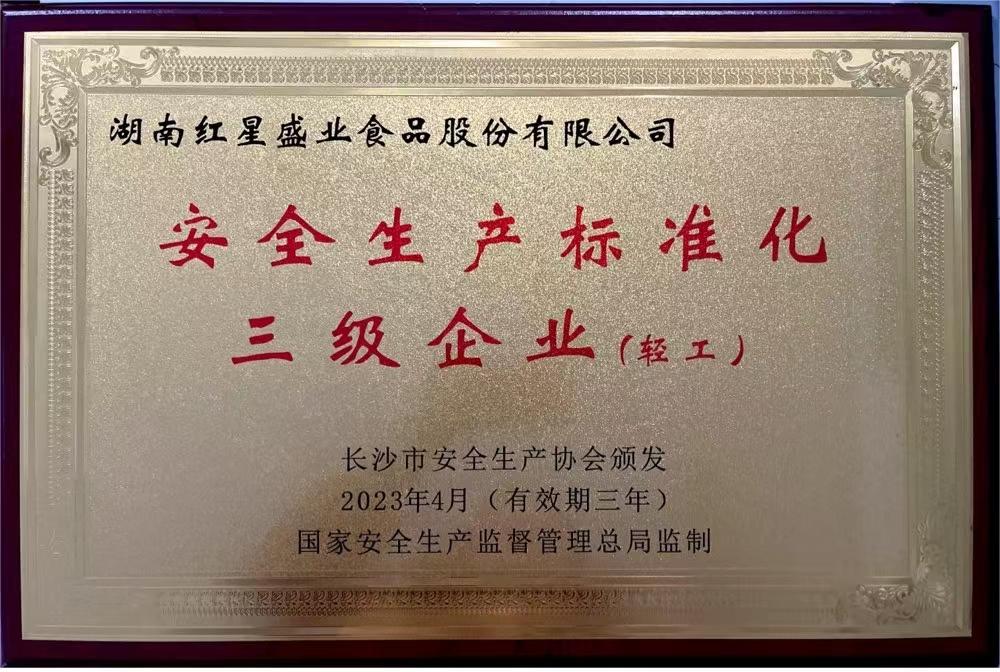 湖南红星盛业食品股份有限公司
安全生产标准化
三级企业（轻工）
长沙市安全生产协会颁发
2023年4月（有效期三年）
国家安全生产监督管理总局监制